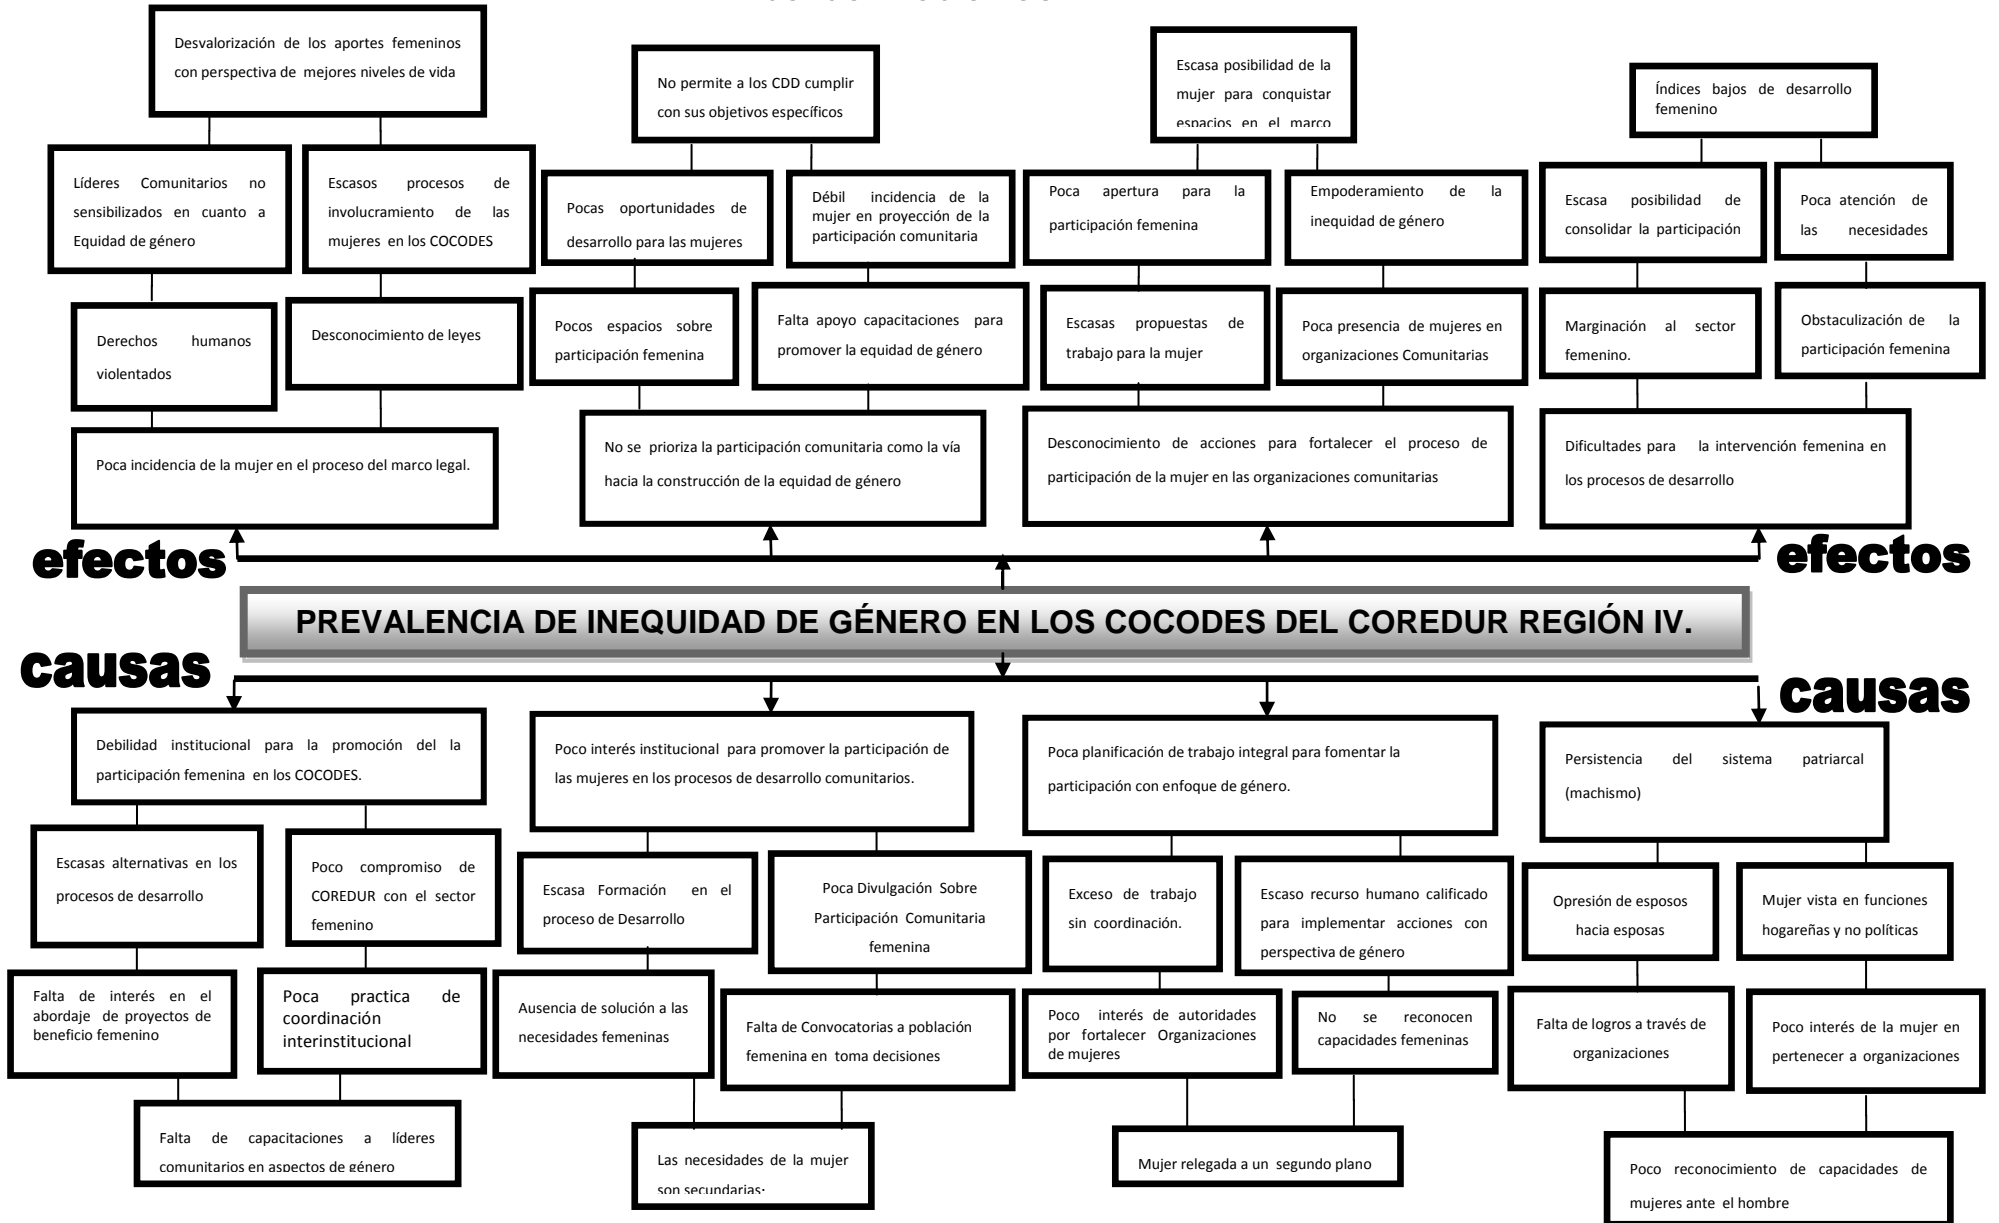 Desvalorización de los aportes femeninos
con perspectiva de mejores niveles de vida
No permite a los CDD cumplir
con sus objetivos específicos
Escasa posibilidad de la
mujer para conquistar
espacios en el marco
Índices bajos de desarrollo
femenino
Líderes Comunitarios no
sensibilizados en cuanto a
Equidad de género
Escasos procesos de
involucramiento de las
mujeres en los COCODES
Pocas oportunidades de
desarrollo para las mujeres
Débil incidencia de la
mujer en proyección de la
participación comunitaria
Poca apertura para la
participación femenina
Empoderamiento de la
inequidad de género
Escasa posibilidad de
consolidar la participación
Poca atención de
las necesidades
Derechos humanos
violentados
Desconocimiento de leyes
Pocos espacios sobre
participación femenina
Falta apoyo capacitaciones para
promover la equidad de género
Escasas propuestas de
trabajo para la mujer
Poca presencia de mujeres en
organizaciones Comunitarias
Marginación al sector
femenino.
Obstaculización de la
participación femenina
Poca incidencia de la mujer en el proceso del marco legal.
No se prioriza la participación comunitaria como la vía
hacia la construcción de la equidad de género
Desconocimiento de acciones para fortalecer el proceso de
participación de la mujer en las organizaciones comunitarias
Dificultades para la intervención femenina en
los procesos de desarrollo
efectos
efectos
PREVALENCIA DE INEQUIDAD DE GÉNERO EN LOS COCODES DEL COREDUR REGIÓN IV.
causas
causas
Debilidad institucional para la promoción del la
participación femenina en los COCODES.
Poco interés institucional para promover la participación de
las mujeres en los procesos de desarrollo comunitarios.
Poca planificación de trabajo integral para fomentar la
participación con enfoque de género.
Persistencia del sistema patriarcal
(machismo)
Escasas alternativas en los
procesos de desarrollo
Poco compromiso de
COREDUR con el sector
femenino
Escasa Formación en el
proceso de Desarrollo
Poca Divulgación Sobre
Participación Comunitaria
femenina
Exceso de trabajo
sin coordinación.
Escaso recurso humano calificado
para implementar acciones con
perspectiva de género
Opresión de esposos
hacia esposas
Mujer vista en funciones
hogareñas y no políticas
Falta de interés en el
abordaje de proyectos de
beneficio femenino
Poca practica de
coordinación
interinstitucional
Ausencia de solución a las
necesidades femeninas
Falta de Convocatorias a población
femenina en toma decisiones
Poco interés de autoridades
por fortalecer Organizaciones
de mujeres
No se reconocen
capacidades femeninas
Falta de logros a través de
organizaciones
Poco interés de la mujer en
pertenecer a organizaciones
Falta de capacitaciones a líderes
comunitarios en aspectos de género
Las necesidades de la mujer
son secundarias.
Mujer relegada a un segundo plano
Poco reconocimiento de capacidades de
mujeres ante el hombre